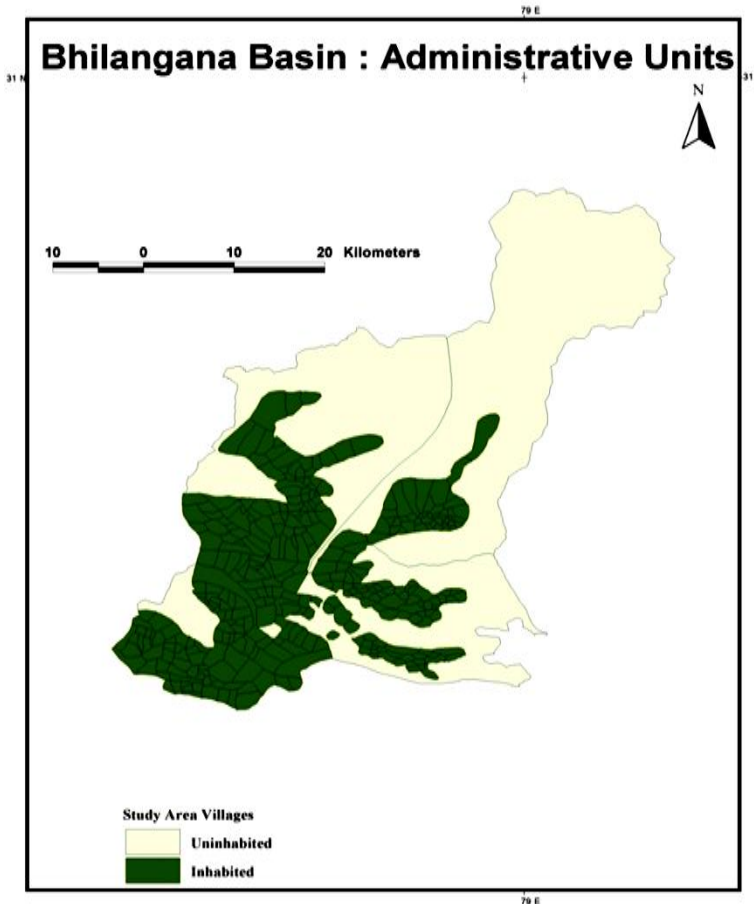 79 E
Bhilangana Basin : Administrative Units
31 N
31
N
10 0 10 20 Kilometers
Study Area Villages
Uninhabited
Inhabited
79 E